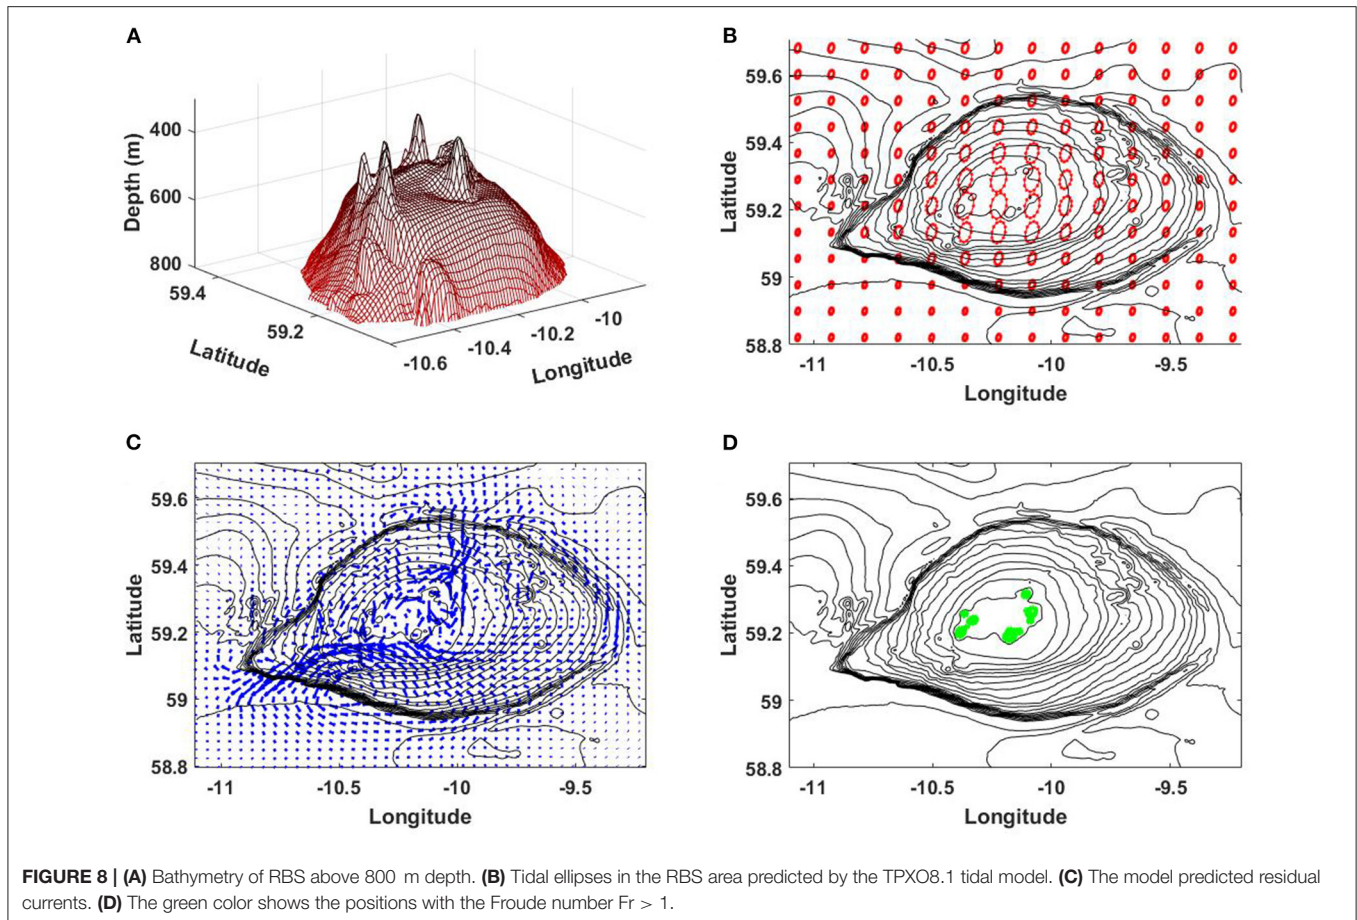 A
400
600
800
Depth (m)
59.4
59.2
Latitude
-10.6
-10.4
-10.2
-10
Longitude
B
59.6
59.4
59.2
59
58.8
Latitude
-11
-10.5
-10
-9.5
Longitude
C
59.6
59.4
59.2
59
58.8
Latitude
-11
-10.5
-10
-9.5
Longitude
D
59.6
59.4
59.2
59
58.8
Latitude
-11
-10.5
-10
-9.5
Longitude
FIGURE 8 | (A) Bathymetry of RBS above 800 m depth. (B) Tidal ellipses in the RBS area predicted by the TPXO8.1 tidal model. (C) The model predicted residual
currents. (D) The green color shows the positions with the Froude number Fr > 1.